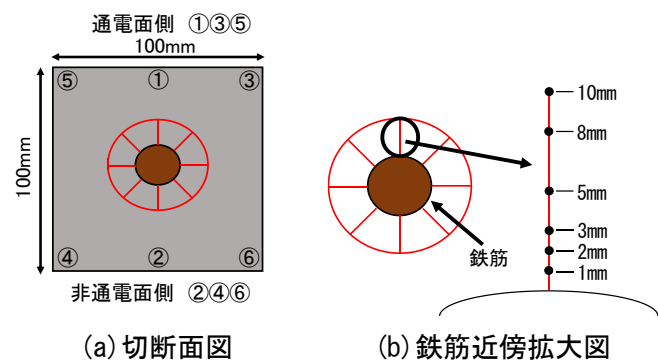 通電面側 ①③⑤
100mm
⑤ ① ③
100mm
④ ② ⑥
非通電面側 ②④⑥
(a)切断面図
10mm
8mm
5mm
3mm
2mm
1mm
鉄筋
(b)鉄筋近傍拡大図